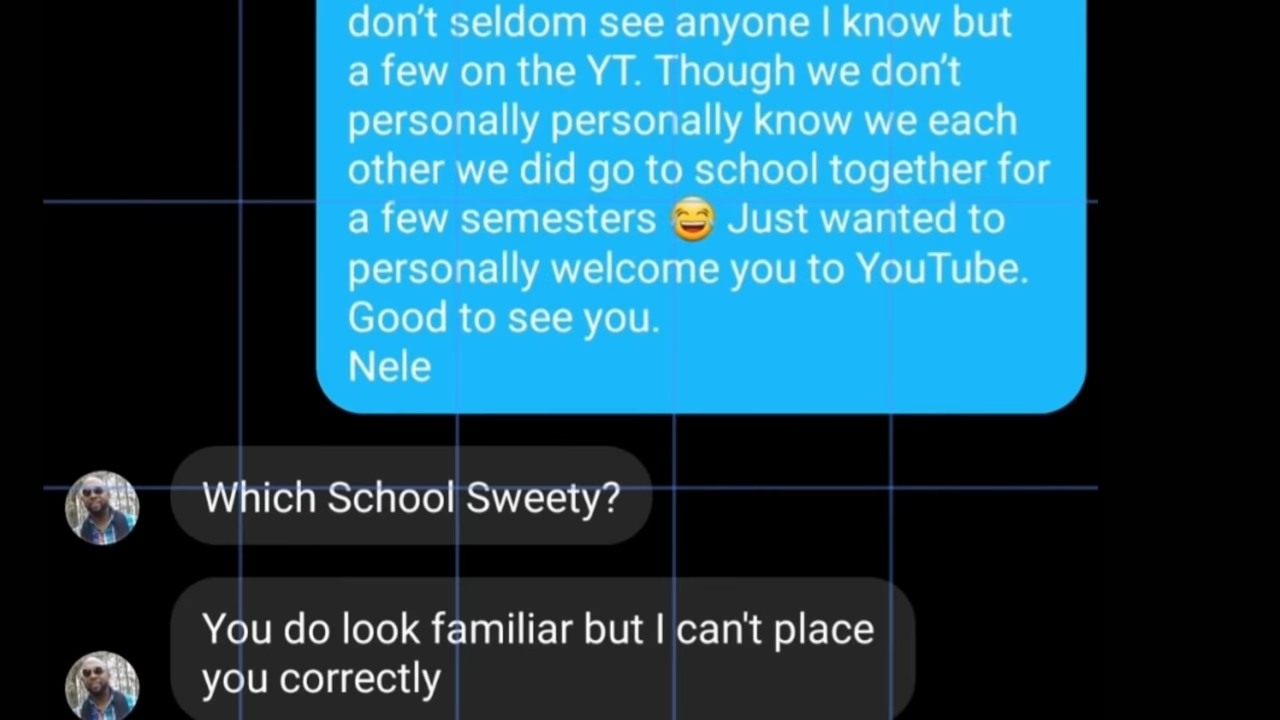 don’t seldom see anyone I know but
a few on the YT. Though we don’t
personally personally know we each
other we did go to school together for
a few semesters 😂 Just wanted to
personally welcome you to YouTube.
Good to see you.
Nele
Which School Sweety?
You do look familiar but I can't place
you correctly